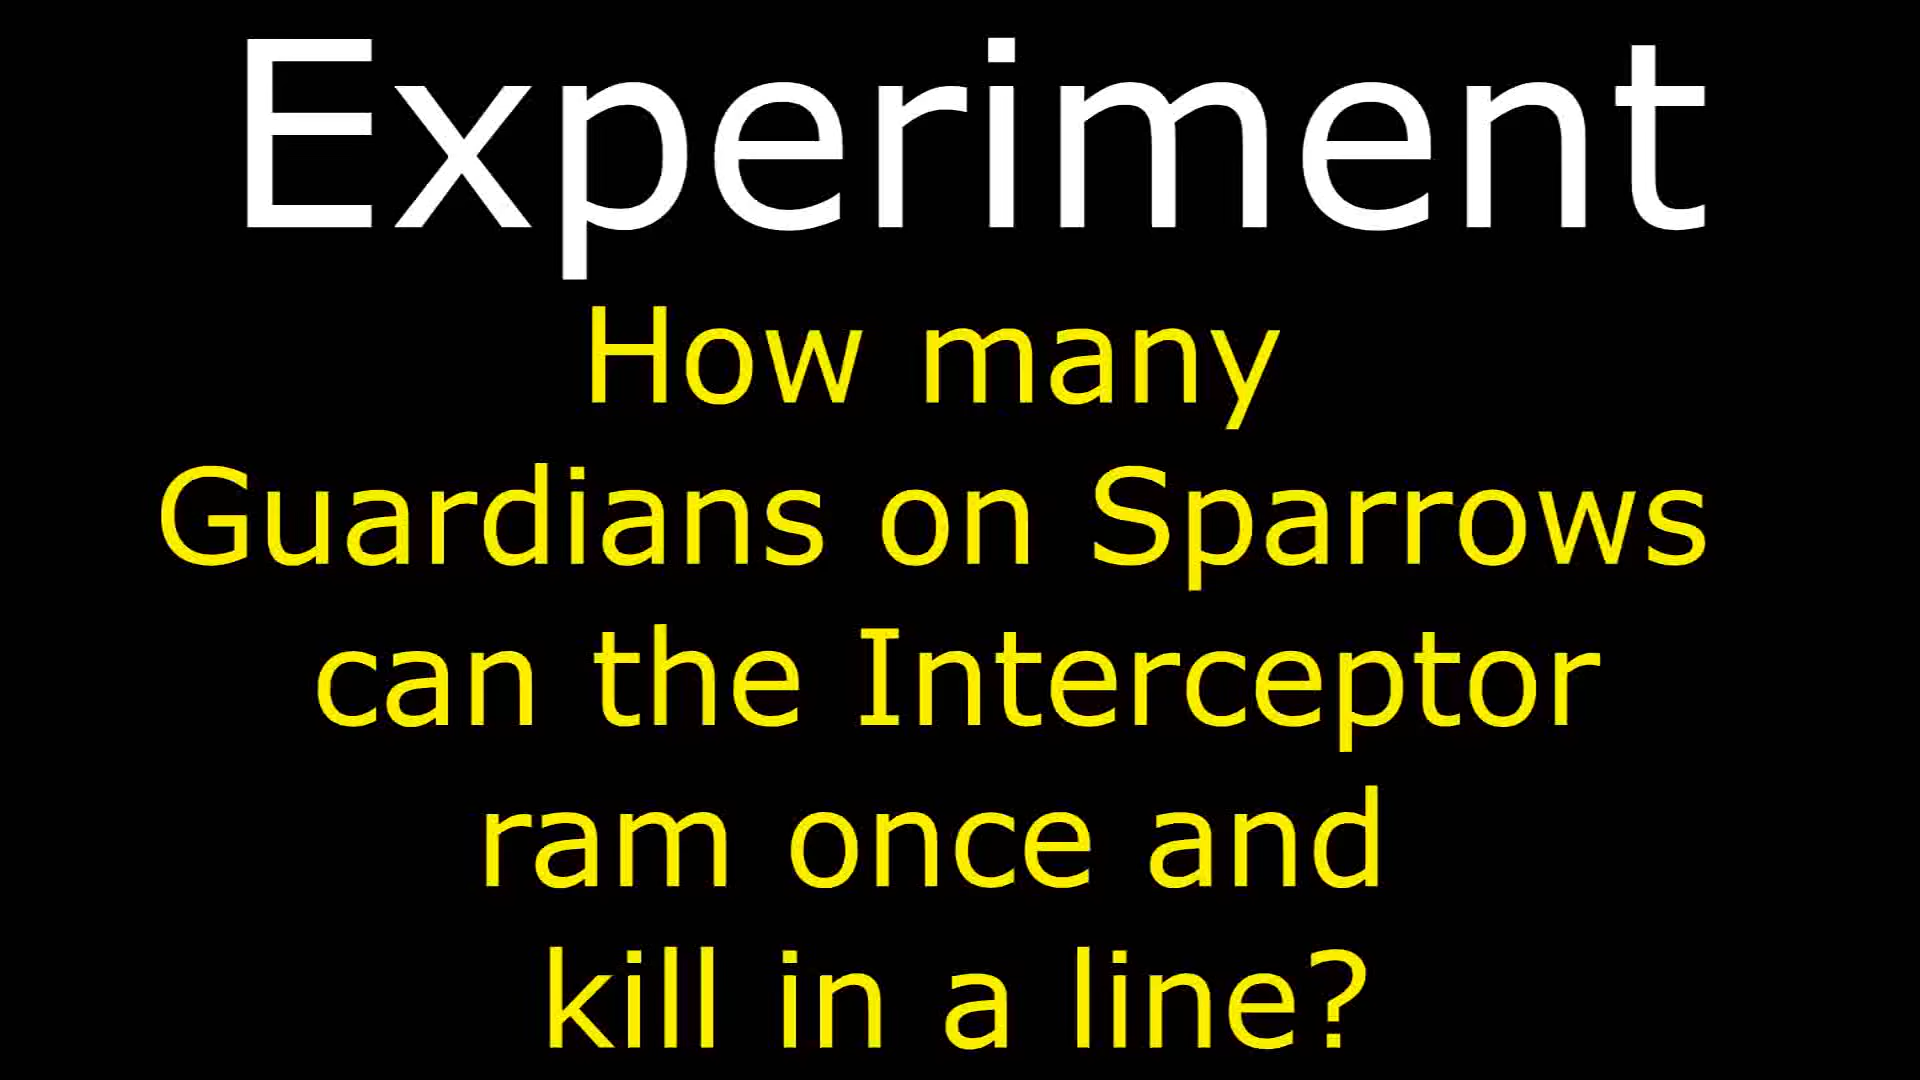 Experiment
How many
Guardians on Sparrows
can the Interceptor
ram once and
kill in a line?